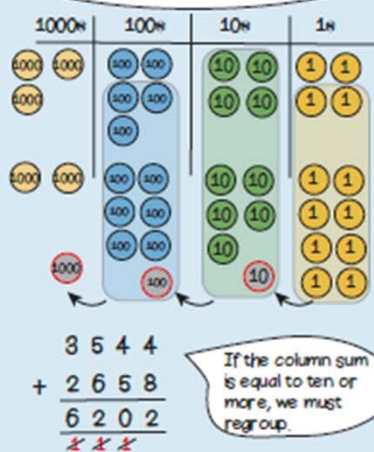 1000s 100s 10s 1s
1000 1000 100 100 10 10 1 1
1000 100 100 10 10 1 1
100
1000 1000 100 100 10 10 1 1
100 100 10 10 1 1
100 100 10 1 1
1000 100 10 1 1
3 5 4 4
+ 2 6 5 8
6 2 0 2
1 1 1
If the column sum
is equal to ten or
more, we must
regroup.